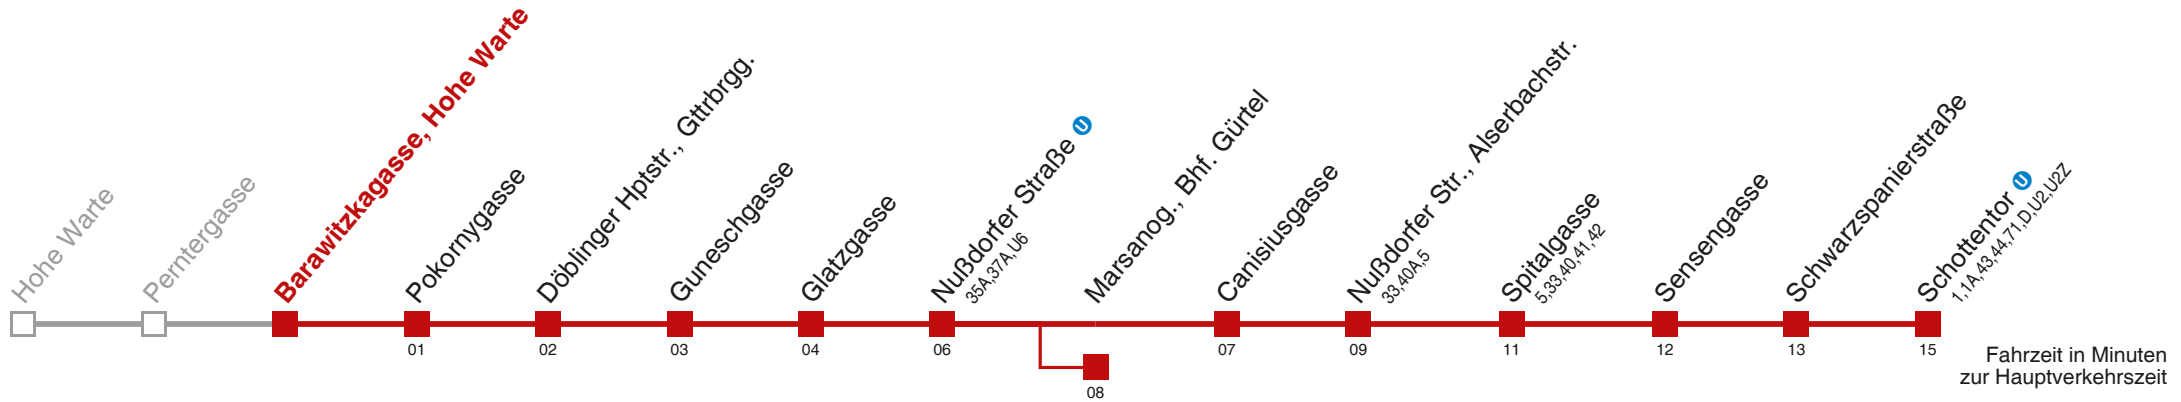 Hohe Warte
Perntergasse
Barawitzkagasse, Hohe Warte
Pokornygasse
01
Döblinger Hptstr., Gttrbrgg.
02
Guneschgasse
03
Glatzgasse
04
Nußdorfer Straße U
35A,37A,U6
06
Marsanog., Bhf. Gürtel
08
Canisiusgasse
07
Nußdorfer Str., Alserbachstr.
33,40A,5
09
Spitalgasse
5,33,40,41,42
11
Sensengasse
12
Schwarzspanierstraße
13
Schottentor U
1,1A,43,44,71,D,U2,U2Z
15
Fahrzeit in Minuten
zur Hauptverkehrszeit